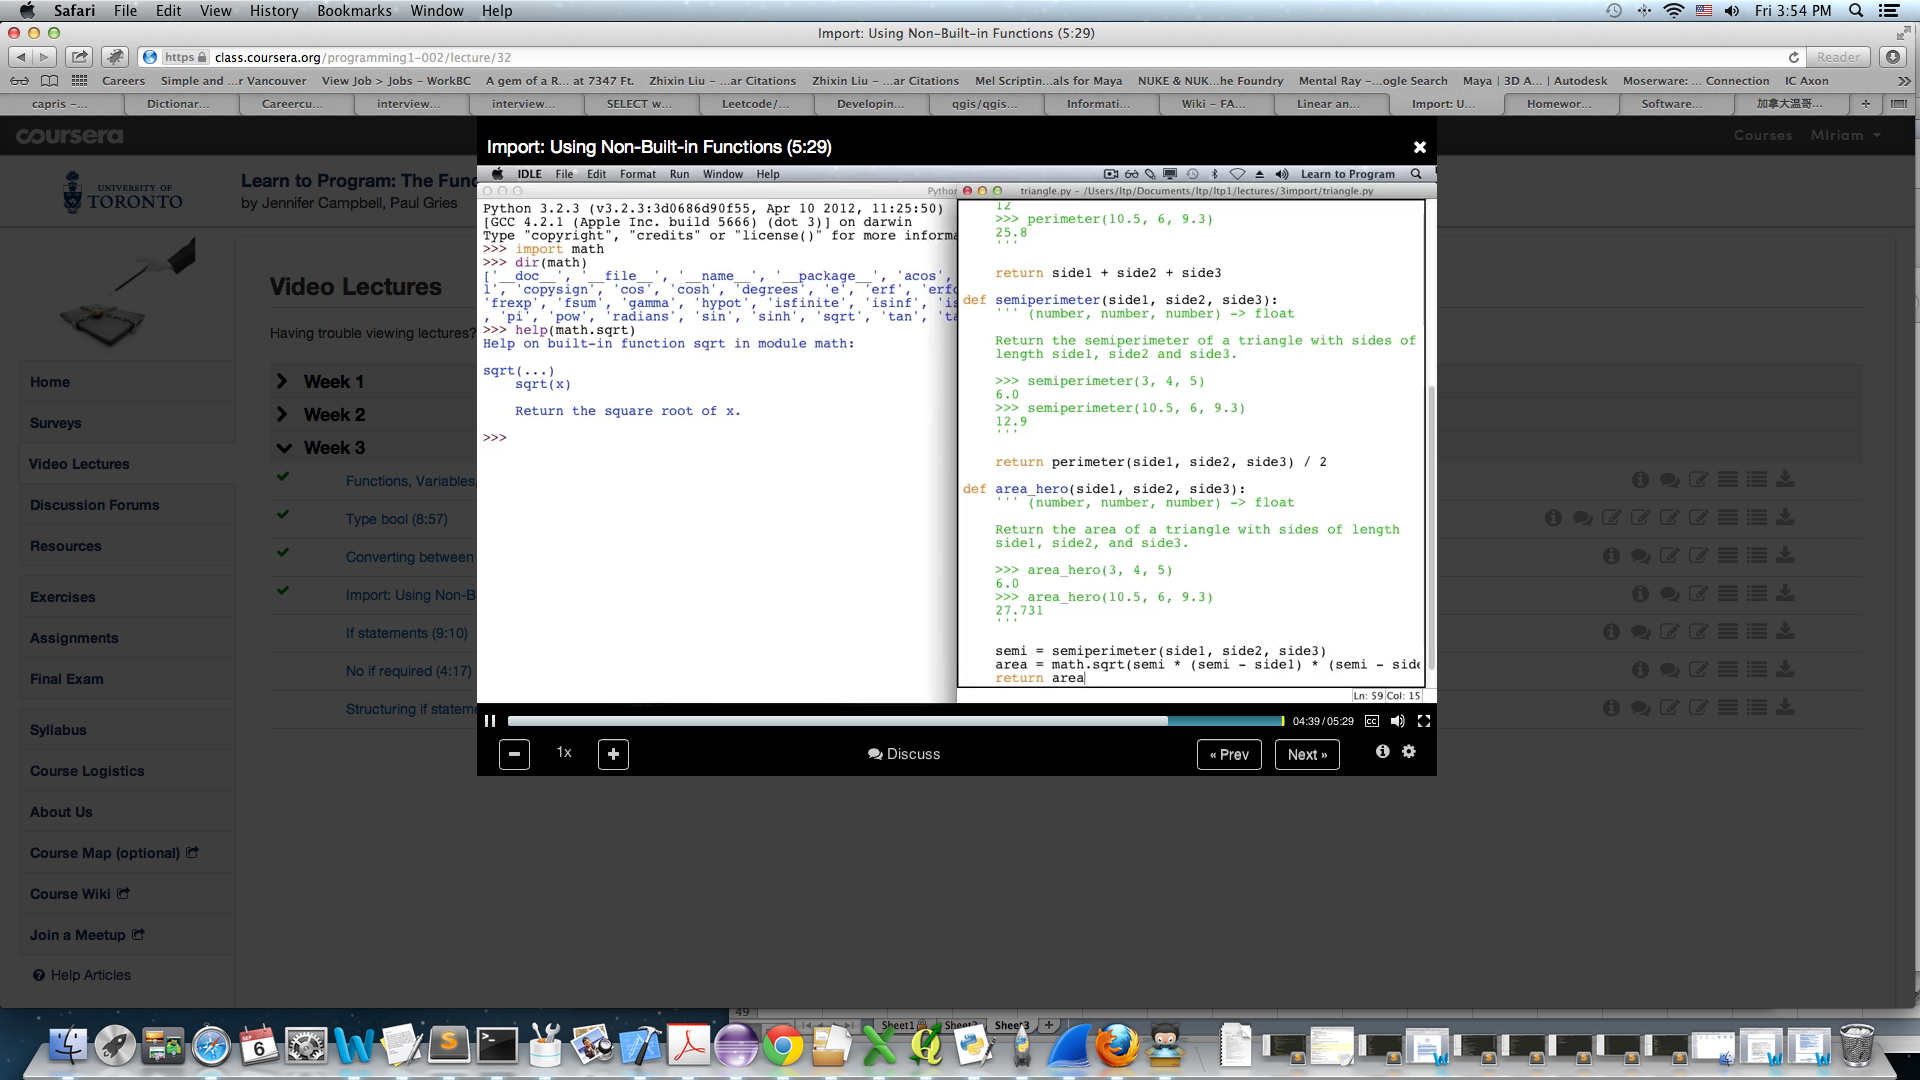 Safari File Edit View History Bookmarks Window Help Fri 3:54 PM
Import: Using Non-Built-in Functions (5:29)
https class.coursera.org/programming1-002/lecture/32 Reader
Careers Simple and ...r Vancouver View Job > Jobs – WorkBC A gem of a R... at 7347 Ft. Zhixin Liu – ...ar Citations Zhixin Liu – ...ar Citations Mel Scriptin...als for Maya NUKE & NUK...he Foundry Mental Ray –...ogle Search Maya | 3D A... | Autodesk Moserware: ... Connection IC Axon
capris –... Dictionar... Careercu... interview... interview... SELECT w... Leetcode/... Developin... qgis/qgis... Informati... Wiki – FA... Linear an... Import: U... Homewor... Software... 加拿大温哥...
coursera Courses MIriam
Import: Using Non-Built-in Functions (5:29)
UNIVERSITY OF
TORONTO
Learn to Program: The Fun
by Jennifer Campbell, Paul Gries
Video Lectures
Having trouble viewing lectures?
Home
Surveys
Video Lectures
Discussion Forums
Resources
Exercises
Assignments
Final Exam
Syllabus
Course Logistics
About Us
Course Map (optional)
Course Wiki
Join a Meetup
Help Articles
Week 1
Week 2
Week 3
Functions, Variables,
Type bool (8:57)
Converting between
Import: Using Non-B
If statements (9:10)
No if required (4:17)
Structuring if stateme
IDLE File Edit Format Run Window Help Learn to Program
Pytho
Python 3.2.3 (v3.2.3:3d0686d90f55, Apr 10 2012, 11:25:50)
[GCC 4.2.1 (Apple Inc. build 5666) (dot 3)] on darwin
Type "copyright", "credits" or "license()" for more informa
>>> import math
>>> dir(math)
['__doc__', '__file__', '__name__', '__package__', 'acos',
l', 'copysign', 'cos', 'cosh', 'degrees', 'e', 'erf', 'erfc
'frexp', 'fsum', 'gamma', 'hypot', 'isfinite', 'isinf', 'is
, 'pi', 'pow', 'radians', 'sin', 'sinh', 'sqrt', 'tan', 'ta
>>> help(math.sqrt)
Help on built-in function sqrt in module math:
sqrt(...)
sqrt(x)
Return the square root of x.
>>>
triangle.py – /Users/ltp/Documents/ltp/ltp1/lectures/3import/triangle.py
12
>>> perimeter(10.5, 6, 9.3)
25.8
'''
return side1 + side2 + side3
def semiperimeter(side1, side2, side3):
''' (number, number, number) -> float
Return the semiperimeter of a triangle with sides of
length side1, side2 and side3.
>>> semiperimeter(3, 4, 5)
6.0
>>> semiperimeter(10.5, 6, 9.3)
12.9
'''
return perimeter(side1, side2, side3) / 2
def area_hero(side1, side2, side3):
''' (number, number, number) -> float
Return the area of a triangle with sides of length
side1, side2, and side3.
>>> area_hero(3, 4, 5)
6.0
>>> area_hero(10.5, 6, 9.3)
27.731
'''
semi = semiperimeter(side1, side2, side3)
area = math.sqrt(semi * (semi - side1) * (semi - side
return area
Ln: 59 Col: 15
04:39 / 05:29 CC
1x Discuss « Prev Next »
49
Sheet1 Sheet2 Sheet3
SEP
6